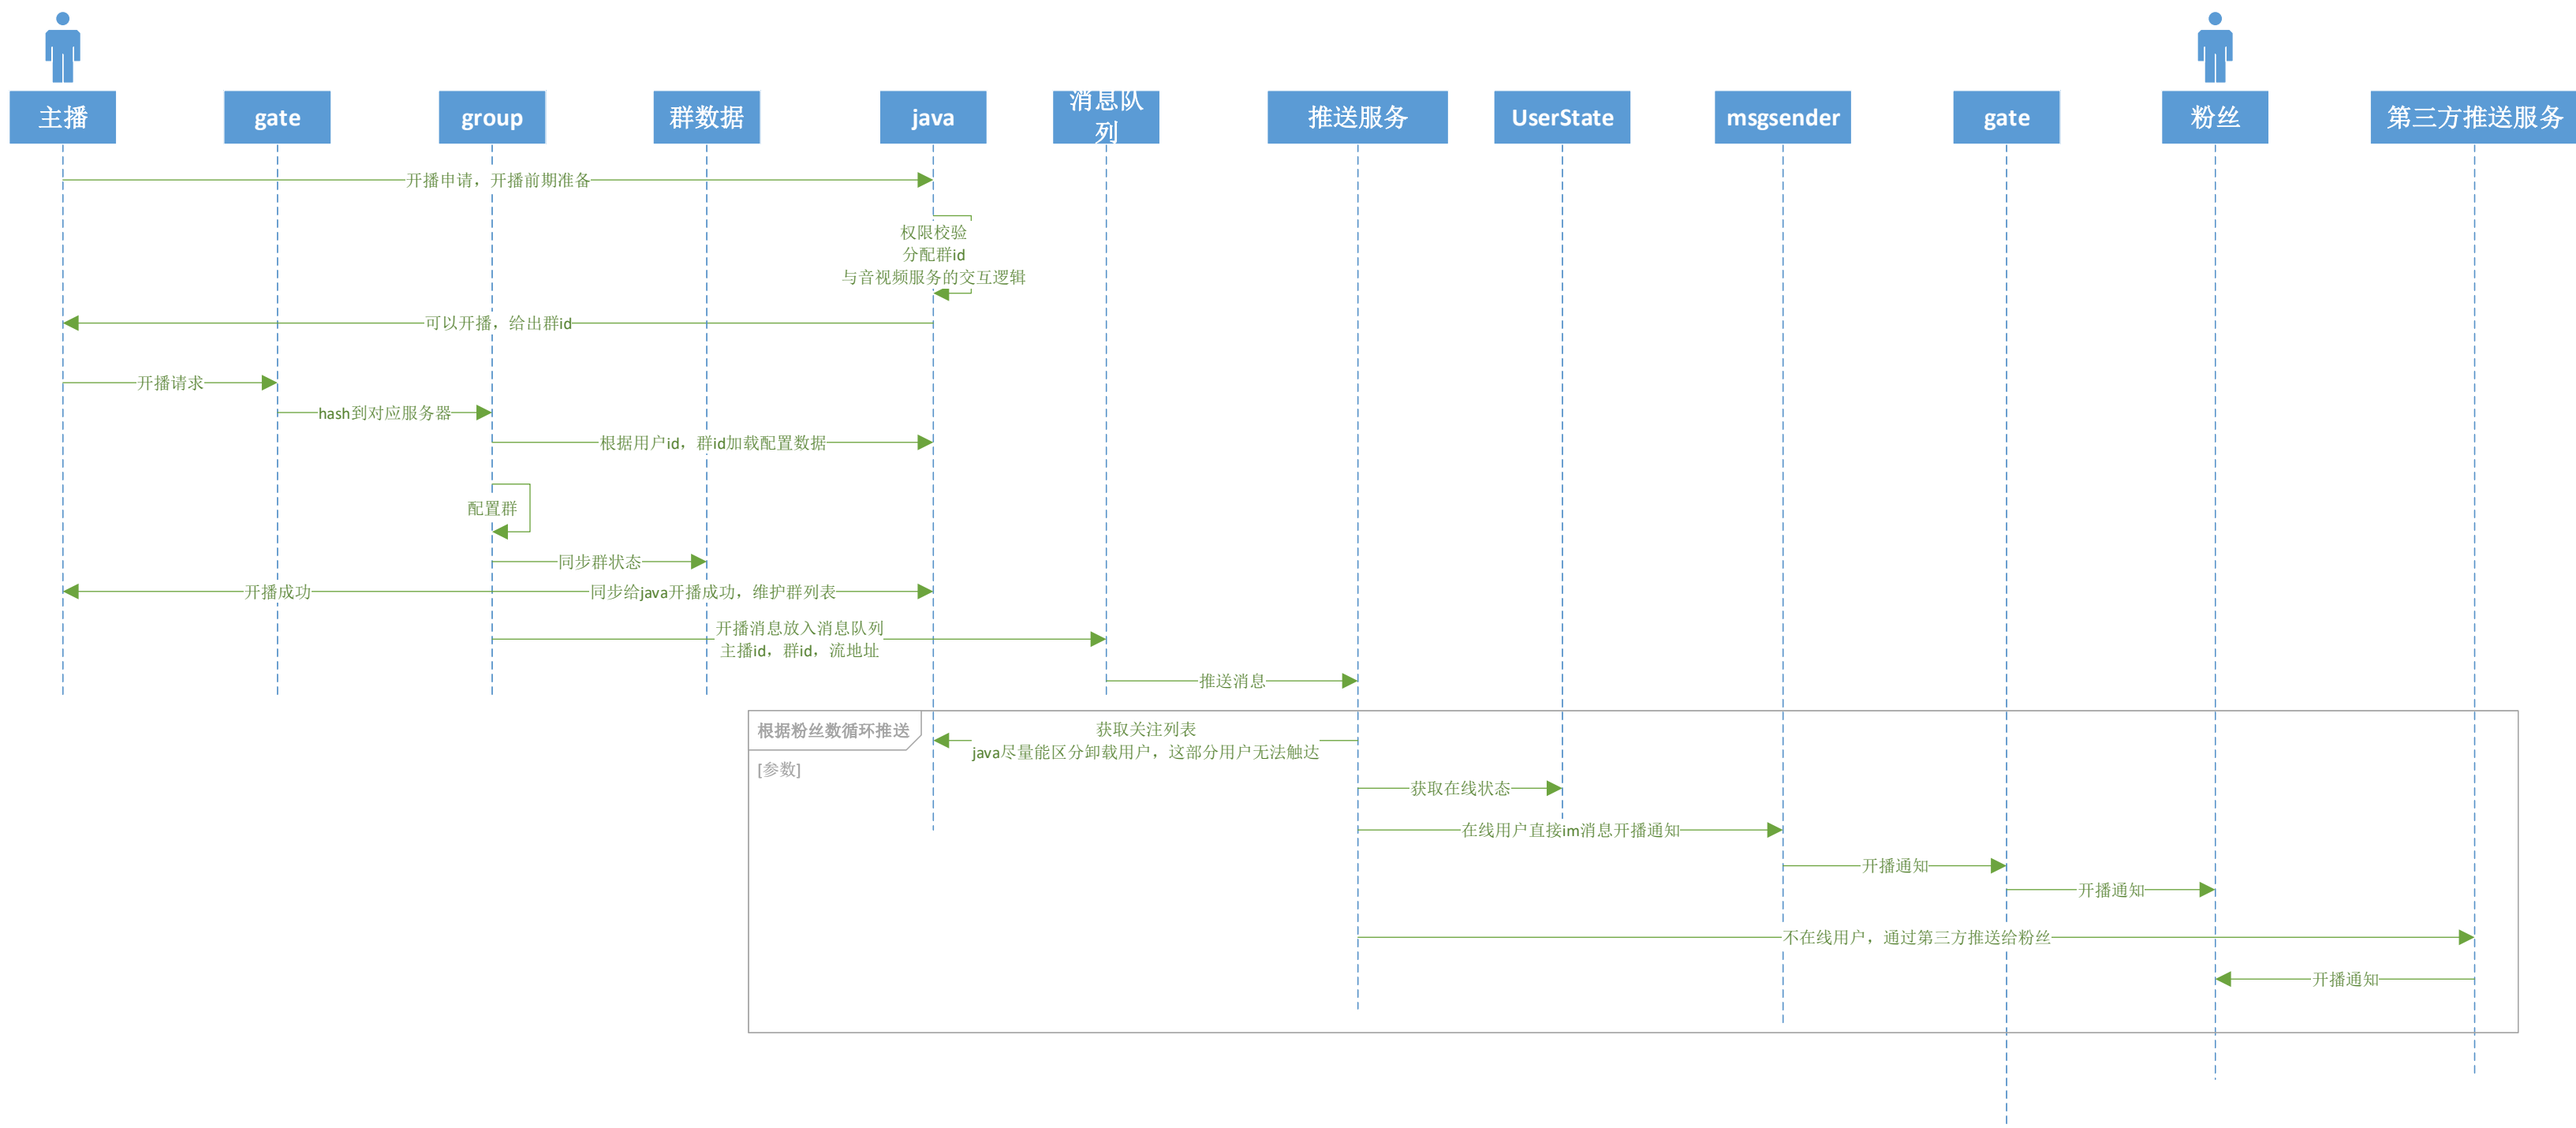 主播
gate
group
群数据
java
消息队
列
推送服务
UserState
msgsender
gate
粉丝
第三方推送服务
开播申请，开播前期准备
权限校验
分配群id
与音视频服务的交互逻辑
可以开播，给出群id
开播请求
hash到对应服务器
根据用户id，群id加载配置数据
配置群
同步群状态
开播成功
同步给java开播成功，维护群列表
开播消息放入消息队列
主播id，群id，流地址
推送消息
根据粉丝数循环推送
[参数]
获取关注列表
java尽量能区分卸载用户，这部分用户无法触达
获取在线状态
在线用户直接im消息开播通知
开播通知
开播通知
不在线用户，通过第三方推送给粉丝
开播通知